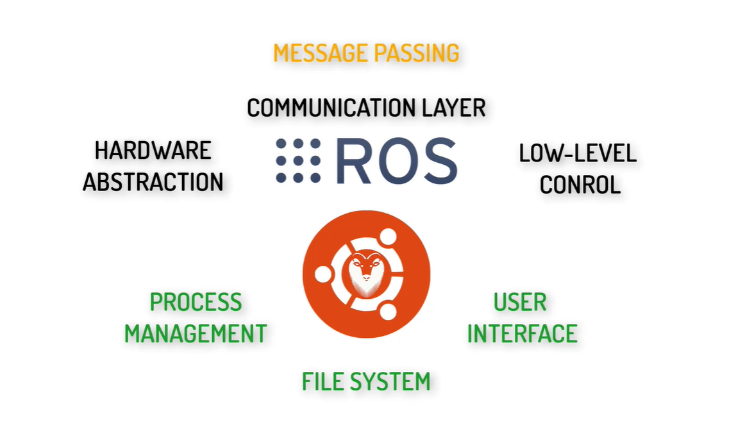 MESSAGE PASSING
COMMUNICATION LAYER
HARDWARE
ABSTRACTION
ROS
LOW-LEVEL
CONROL
PROCESS
MANAGEMENT
USER
INTERFACE
FILE SYSTEM